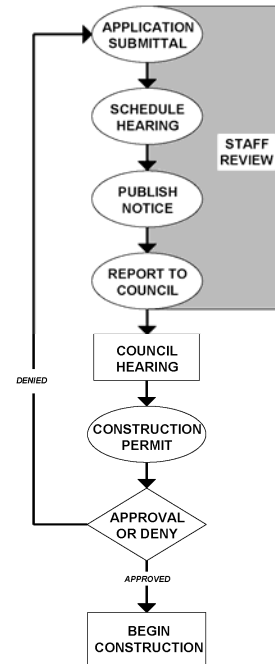 APPLICATION
SUBMITTAL
SCHEDULE
HEARING
STAFF
REVIEW
PUBLISH
NOTICE
REPORT TO
COUNCIL
COUNCIL
HEARING
DENIED
CONSTRUCTION
PERMIT
APPROVAL
OR DENY
APPROVED
BEGIN
CONSTRUCTION